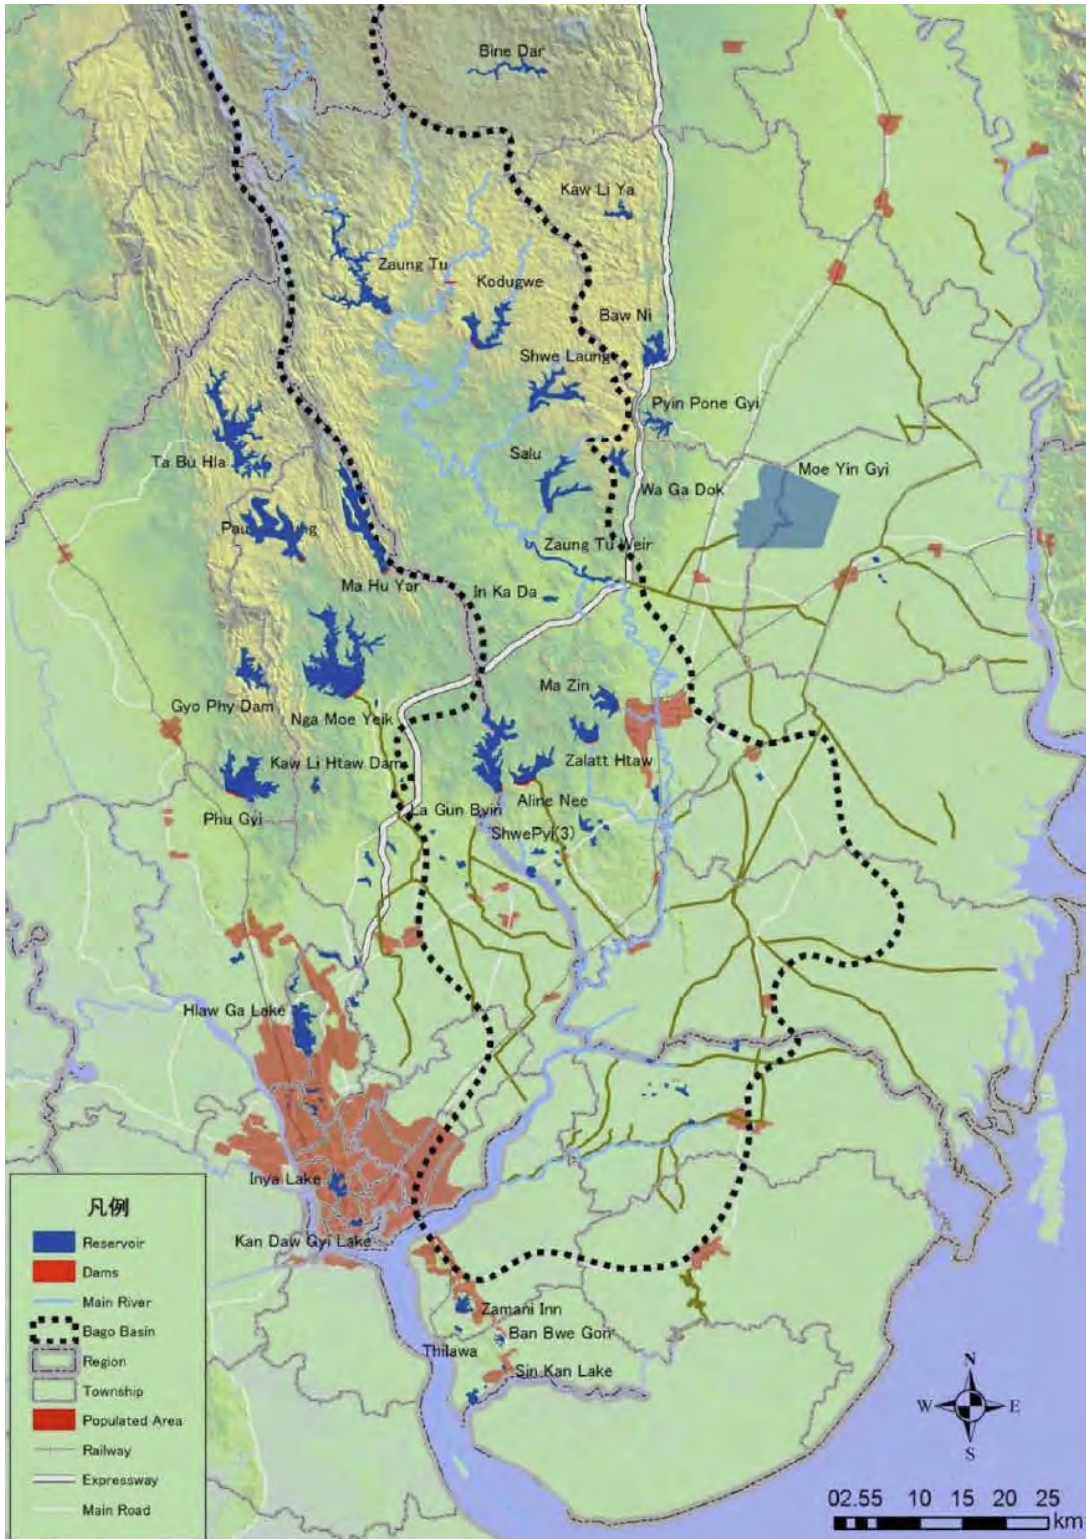 Bine Dar
Kaw Li Ya
Zaung Tu
Kodugwe
Baw Ni
Shwe Laung
Pyin Pone Gyi
Ta Bu Hla
Salu
Moe Yin Gyi
Wa Ga Dok
Zaung Tu Weir
Ma Hu Yar
In Ka Da
Ma Zin
Gyo Phy Dam
Nga Moe Yeik
Kaw Li Htaw Dam
Zalatt Htaw
La Gun Byin
Aline Nee
Phu Gyi
ShwePyi(3)
Hlaw Ga Lake
Inya Lake
Kan Daw Gyi Lake
Zamani Inn
Ban Bwe Gon
Thilawa
Sin Kan Lake
凡例
Reservoir
Dams
Main River
Bago Basin
Region
Township
Populated Area
Railway
Expressway
Main Road
N
W E
S
02.55 10 15 20 25
km